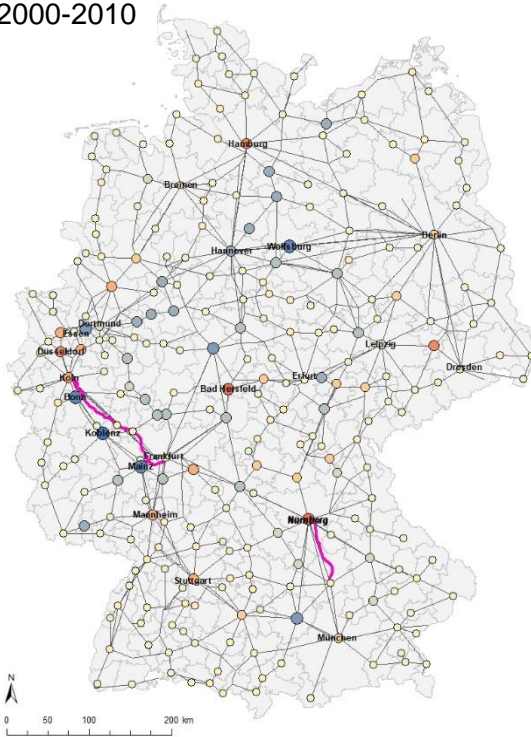 2000-2010
Hamburg
Bremen
Berlin
Hannover
Wolfsburg
Dortmund
Essen
Düsseldorf
Leipzig
Köln
Erfurt
Dresden
Bad Hersfeld
Bonn
Koblenz
Frankfurt
Mainz
Mannheim
Nürnberg
Stuttgart
München
N
0 50 100 200 km